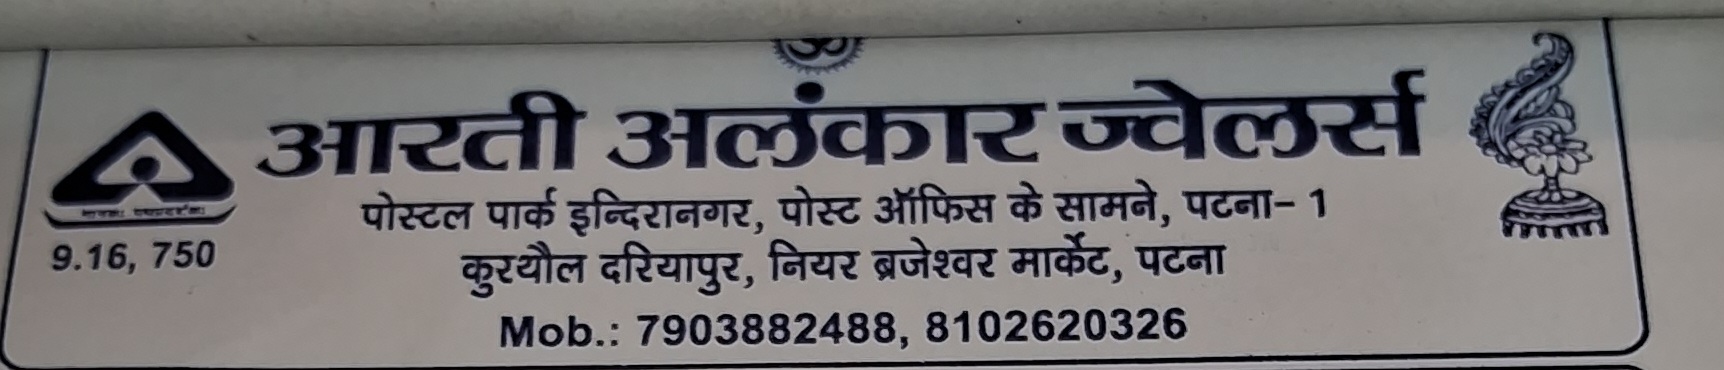 ॐ
आरती अलंकार ज्वेलर्स
पोस्टल पार्क इन्दिरानगर, पोस्ट ऑफिस के सामने, पटना- 1
9.16, 750
कुरथौल दरियापुर, नियर ब्रजेश्वर मार्केट, पटना
Mob.: 7903882488, 8102620326